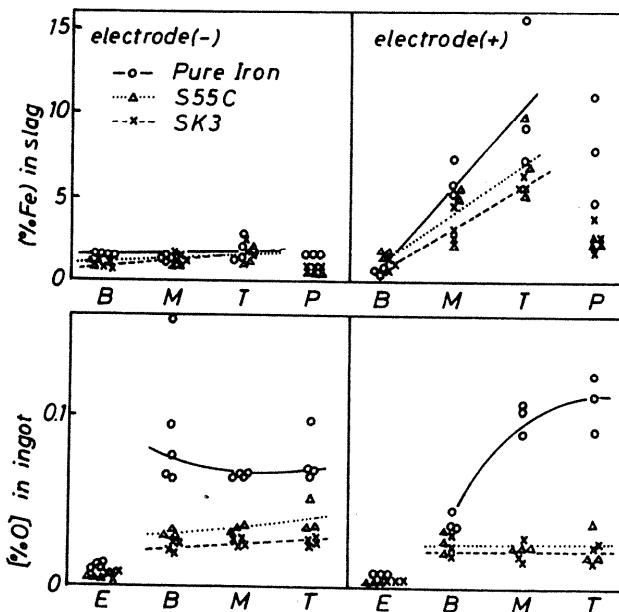 15
10
5
0
(%Fe) in slag
electrode(-)
Pure Iron
S55C
SK3
electrode(+)
B M T P
B M T P
0.1
0
[%O] in ingot
E B M T
E B M T